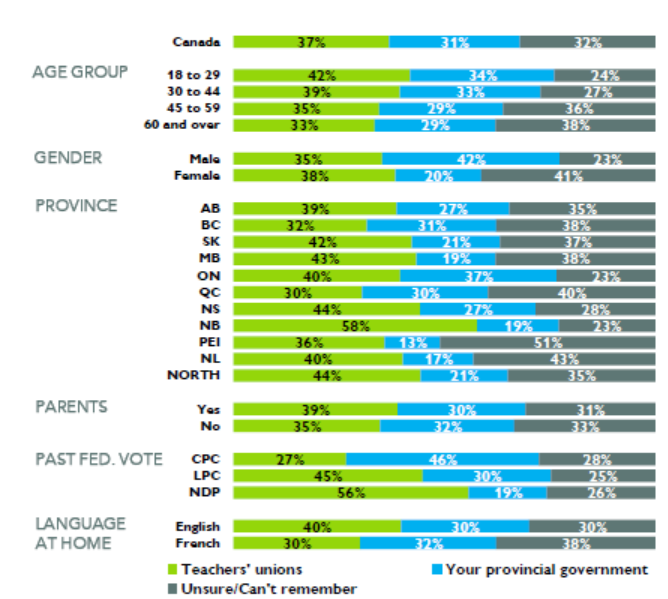 Canada 37% 31% 32%
AGE GROUP 18 to 29 42% 34% 24%
30 to 44 39% 33% 27%
45 to 59 35% 29% 36%
60 and over 33% 29% 38%
GENDER Male 35% 42% 23%
Female 38% 20% 41%
PROVINCE AB 39% 27% 35%
BC 32% 31% 38%
SK 42% 21% 37%
MB 43% 19% 38%
ON 40% 37% 23%
QC 30% 30% 40%
NS 44% 27% 28%
NB 58% 19% 23%
PEI 36% 13% 51%
NL 40% 17% 43%
NORTH 44% 21% 35%
PARENTS Yes 39% 30% 31%
No 35% 32% 33%
PAST FED. VOTE CPC 27% 46% 28%
LPC 45% 30% 25%
NDP 56% 19% 26%
LANGUAGE English 40% 30% 30%
AT HOME French 30% 32% 38%
Teachers' unions Your provincial government
Unsure/Can't remember